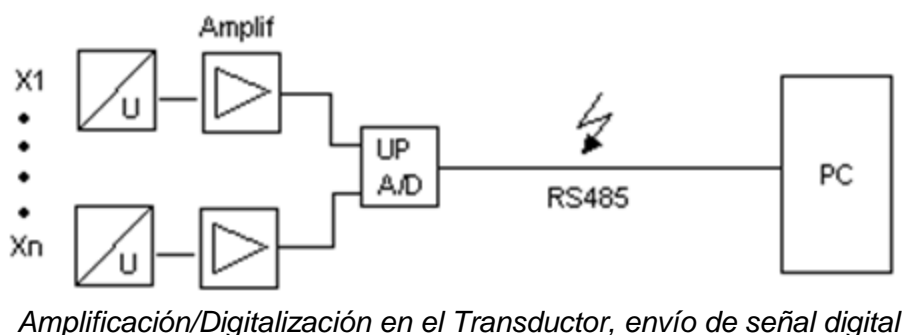 Amplif
X1
U
UP
A/D
PC
RS485
Xn
U
Amplificación/Digitalización en el Transductor, envío de señal digital